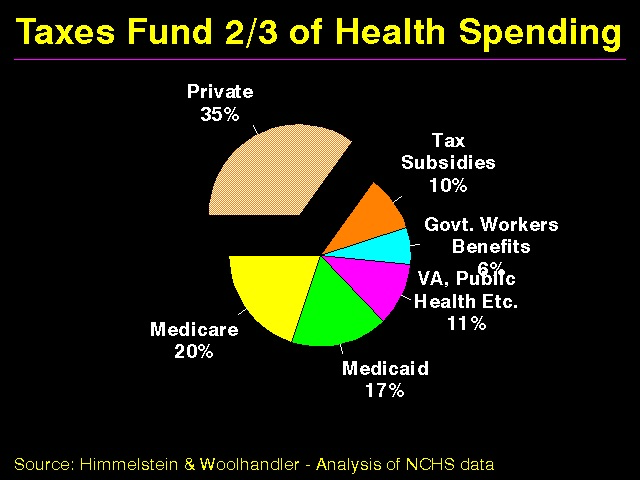 Taxes Fund 2/3 of Health Spending
Private
35%
Tax
Subsidies
10%
Govt. Workers
Benefits
6%
VA, Public
Health Etc.
11%
Medicare
20%
Medicaid
17%
Source: Himmelstein & Woolhandler - Analysis of NCHS data